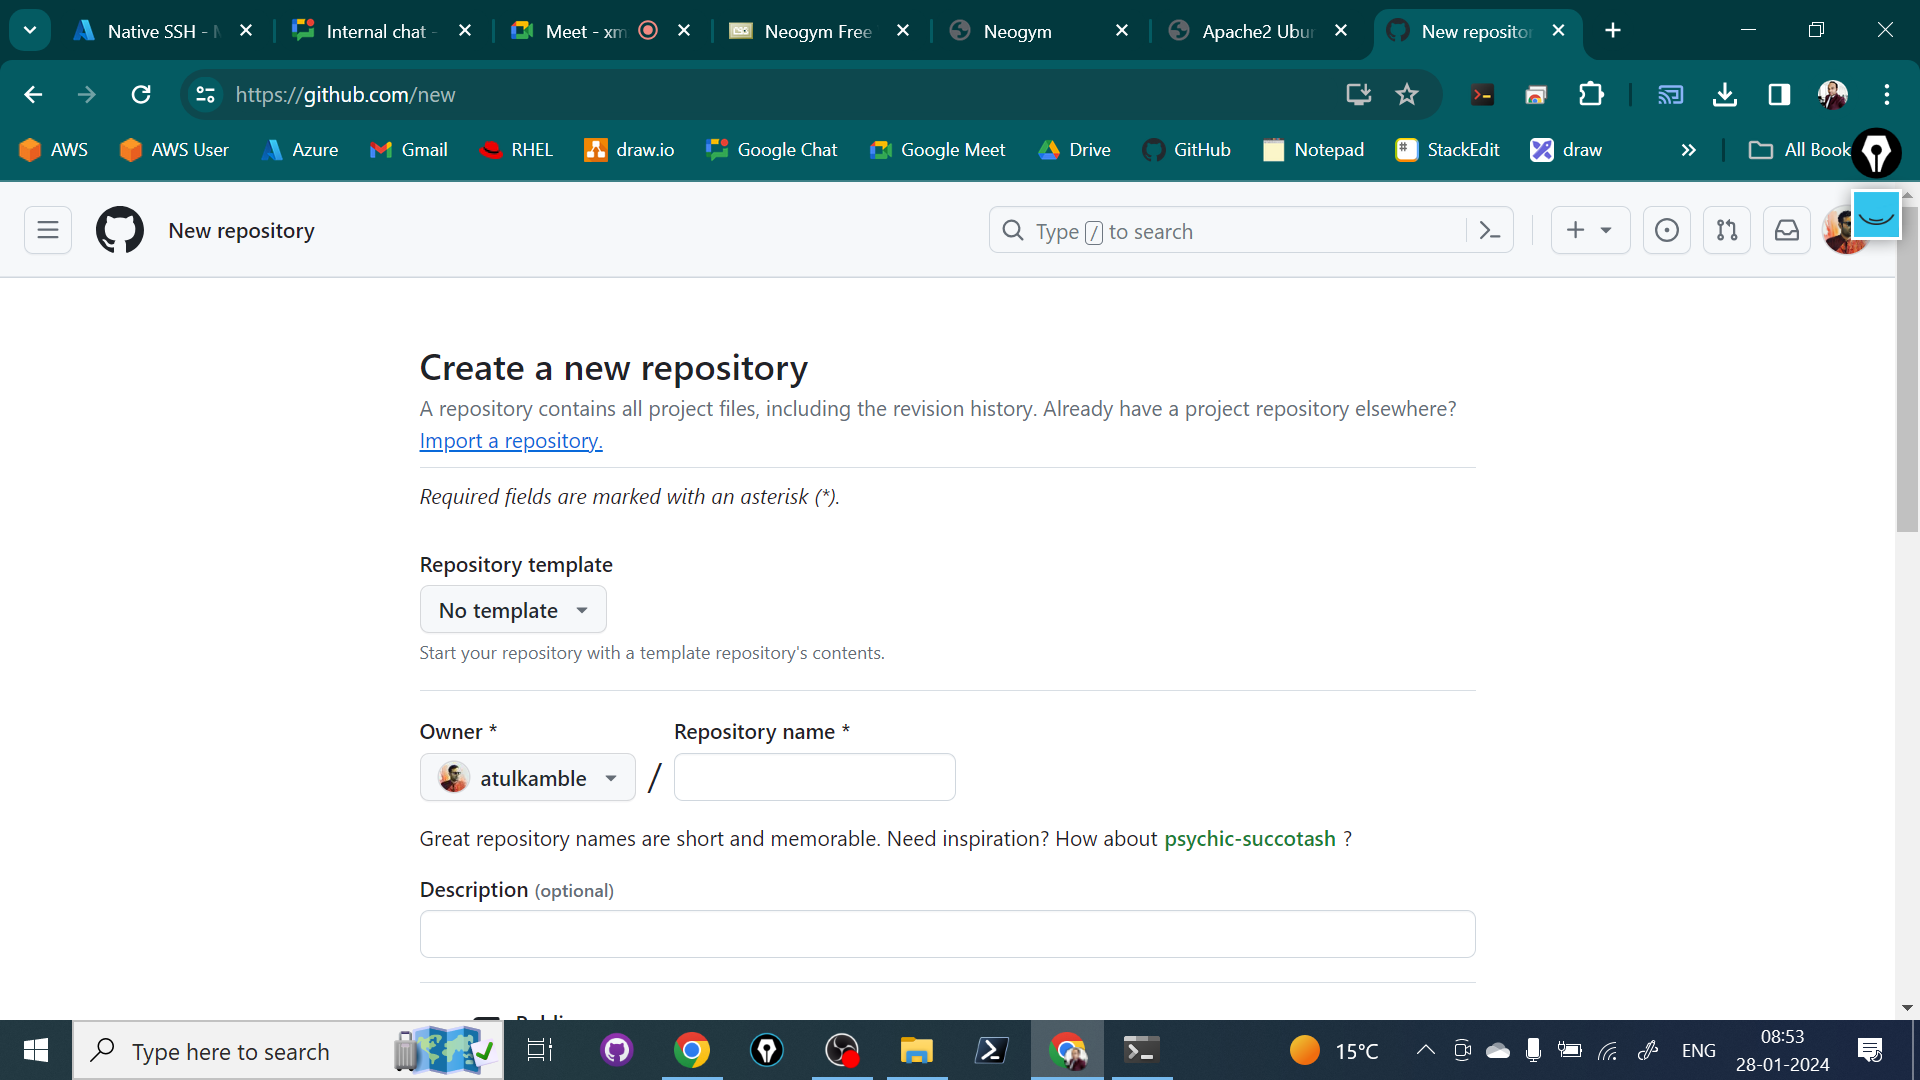 Native SSH -
Internal chat -
Meet - xm
Neogym Free
Neogym
Apache2 Ubu
New repositor
https://github.com/new
AWS
AWS User
Azure
Gmail
RHEL
draw.io
Google Chat
Google Meet
Drive
GitHub
Notepad
StackEdit
draw
All Book
New repository
Type / to search
Create a new repository
A repository contains all project files, including the revision history. Already have a project repository elsewhere?
Import a repository.
Required fields are marked with an asterisk (*).
Repository template
No template
Start your repository with a template repository's contents.
Owner *
Repository name *
atulkamble
/
Great repository names are short and memorable. Need inspiration? How about psychic-succotash ?
Description (optional)
Type here to search
15°C
ENG
08:53
28-01-2024